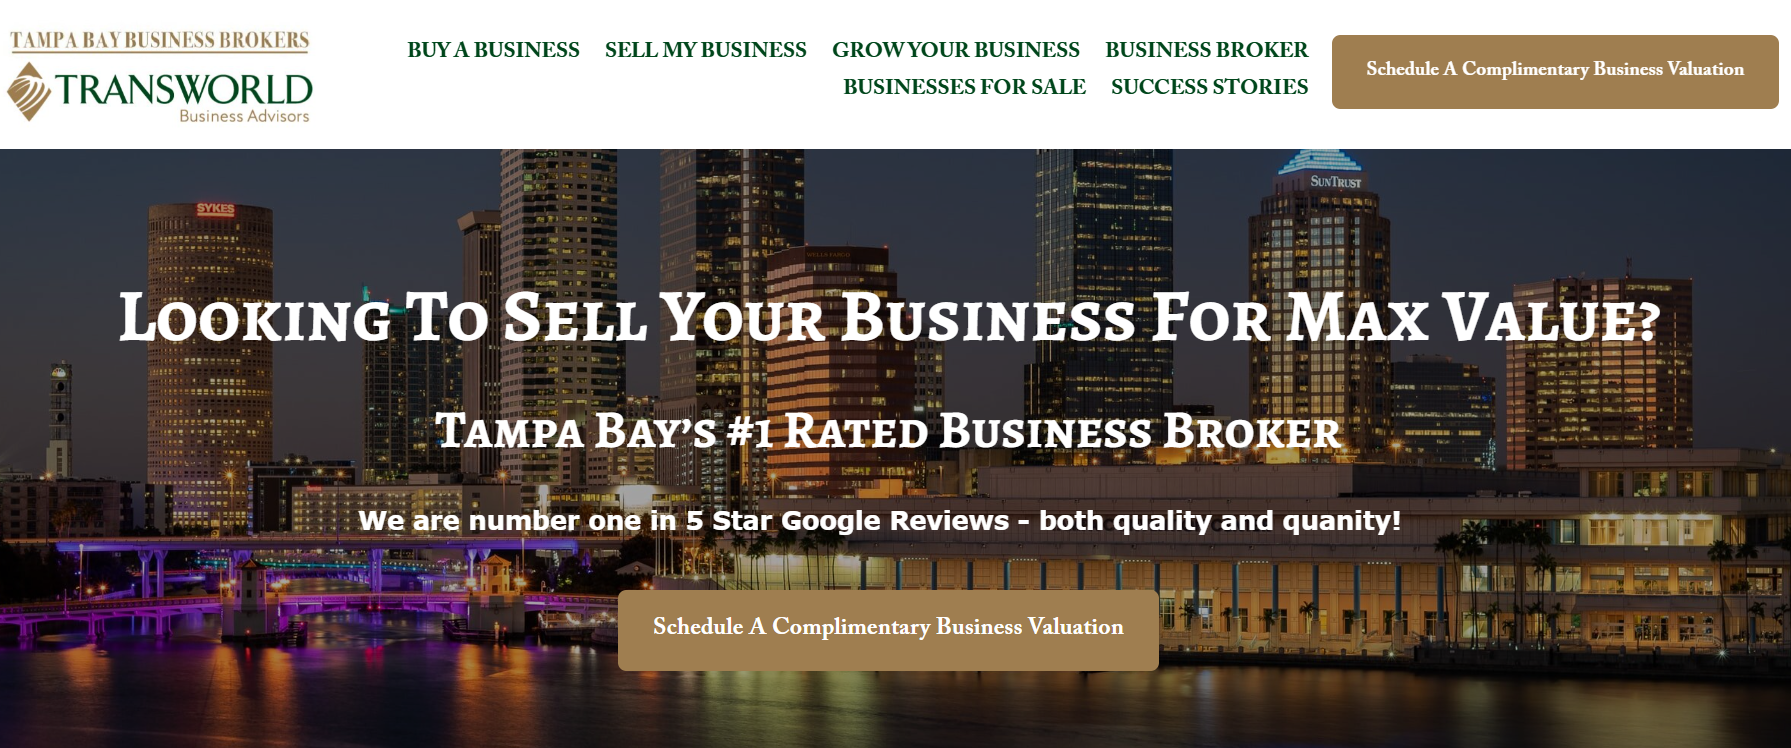 TAMPA BAY BUSINESS BROKERS
TRANSWORLD
Business Advisors
BUY A BUSINESS SELL MY BUSINESS GROW YOUR BUSINESS BUSINESS BROKER
BUSINESSES FOR SALE SUCCESS STORIES
Schedule A Complimentary Business Valuation
SYKES
SUNTRUST
WELLS FARGO
Looking To Sell Your Business For Max Value?
Tampa Bay's #1 Rated Business Broker
We are number one in 5 Star Google Reviews - both quality and quanity!
Schedule A Complimentary Business Valuation